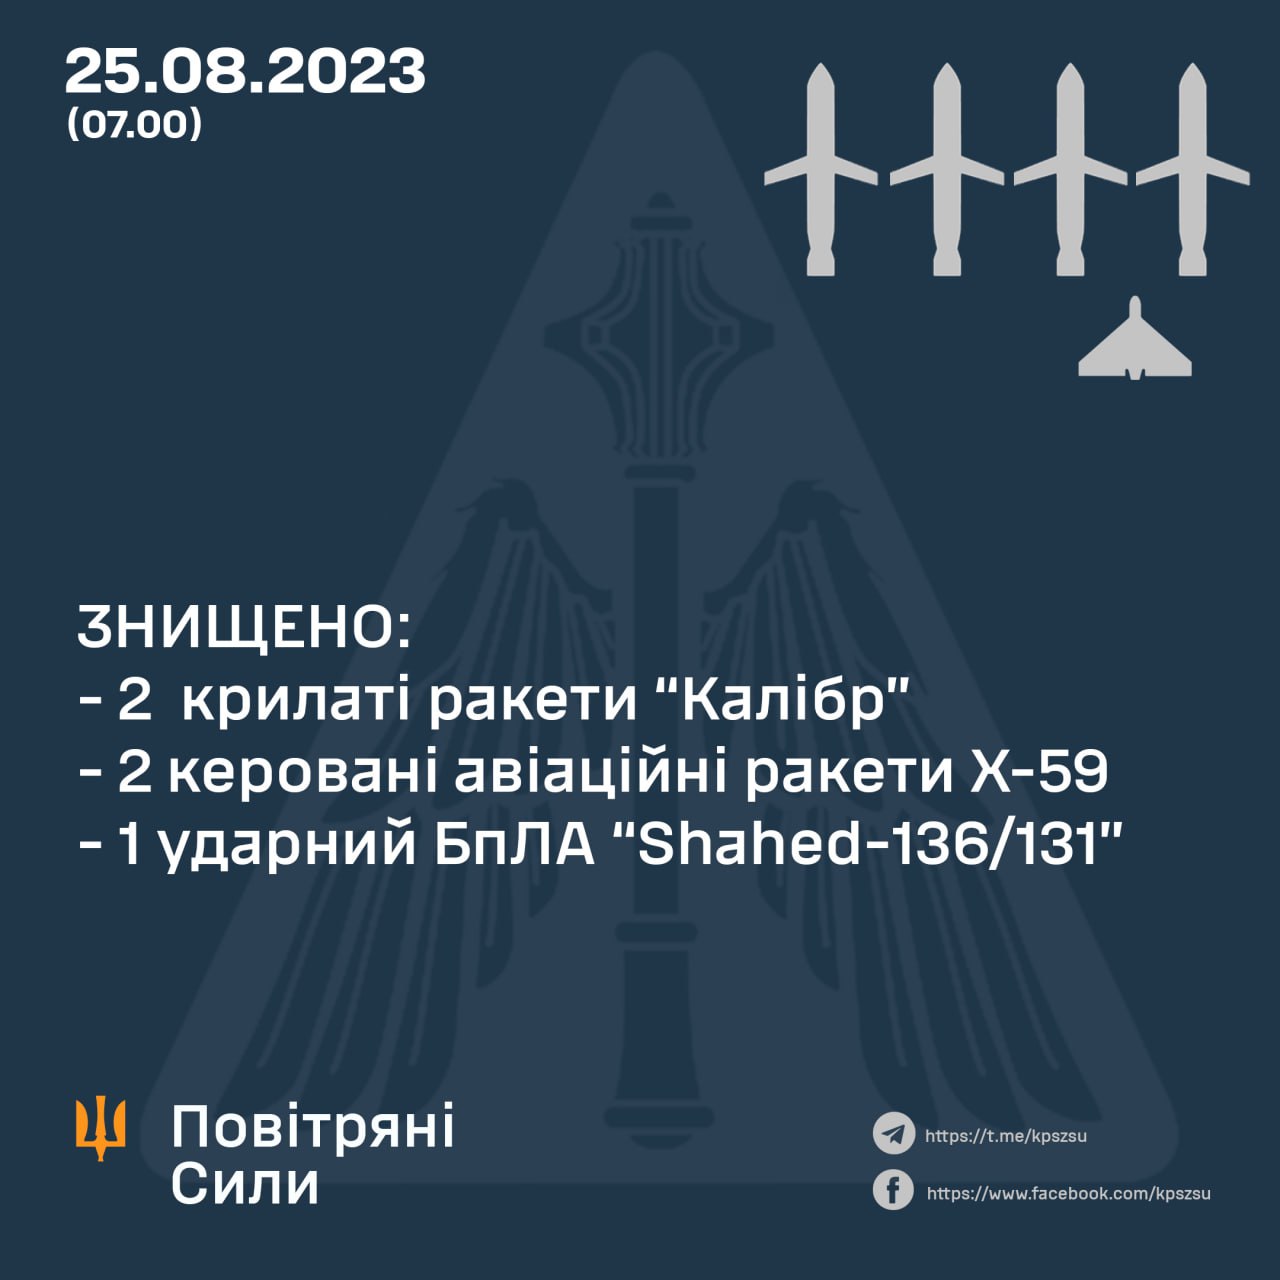 25.08.2023
(07.00)
ЗНИЩЕНО:
- 2 крилаті ракети “Калібр”
- 2 керовані авіаційні ракети Х-59
- 1 ударний БпЛА “Shahed-136/131”
Повітряні
Сили
https://t.me/kpszsu
https://www.facebook.com/kpszsu